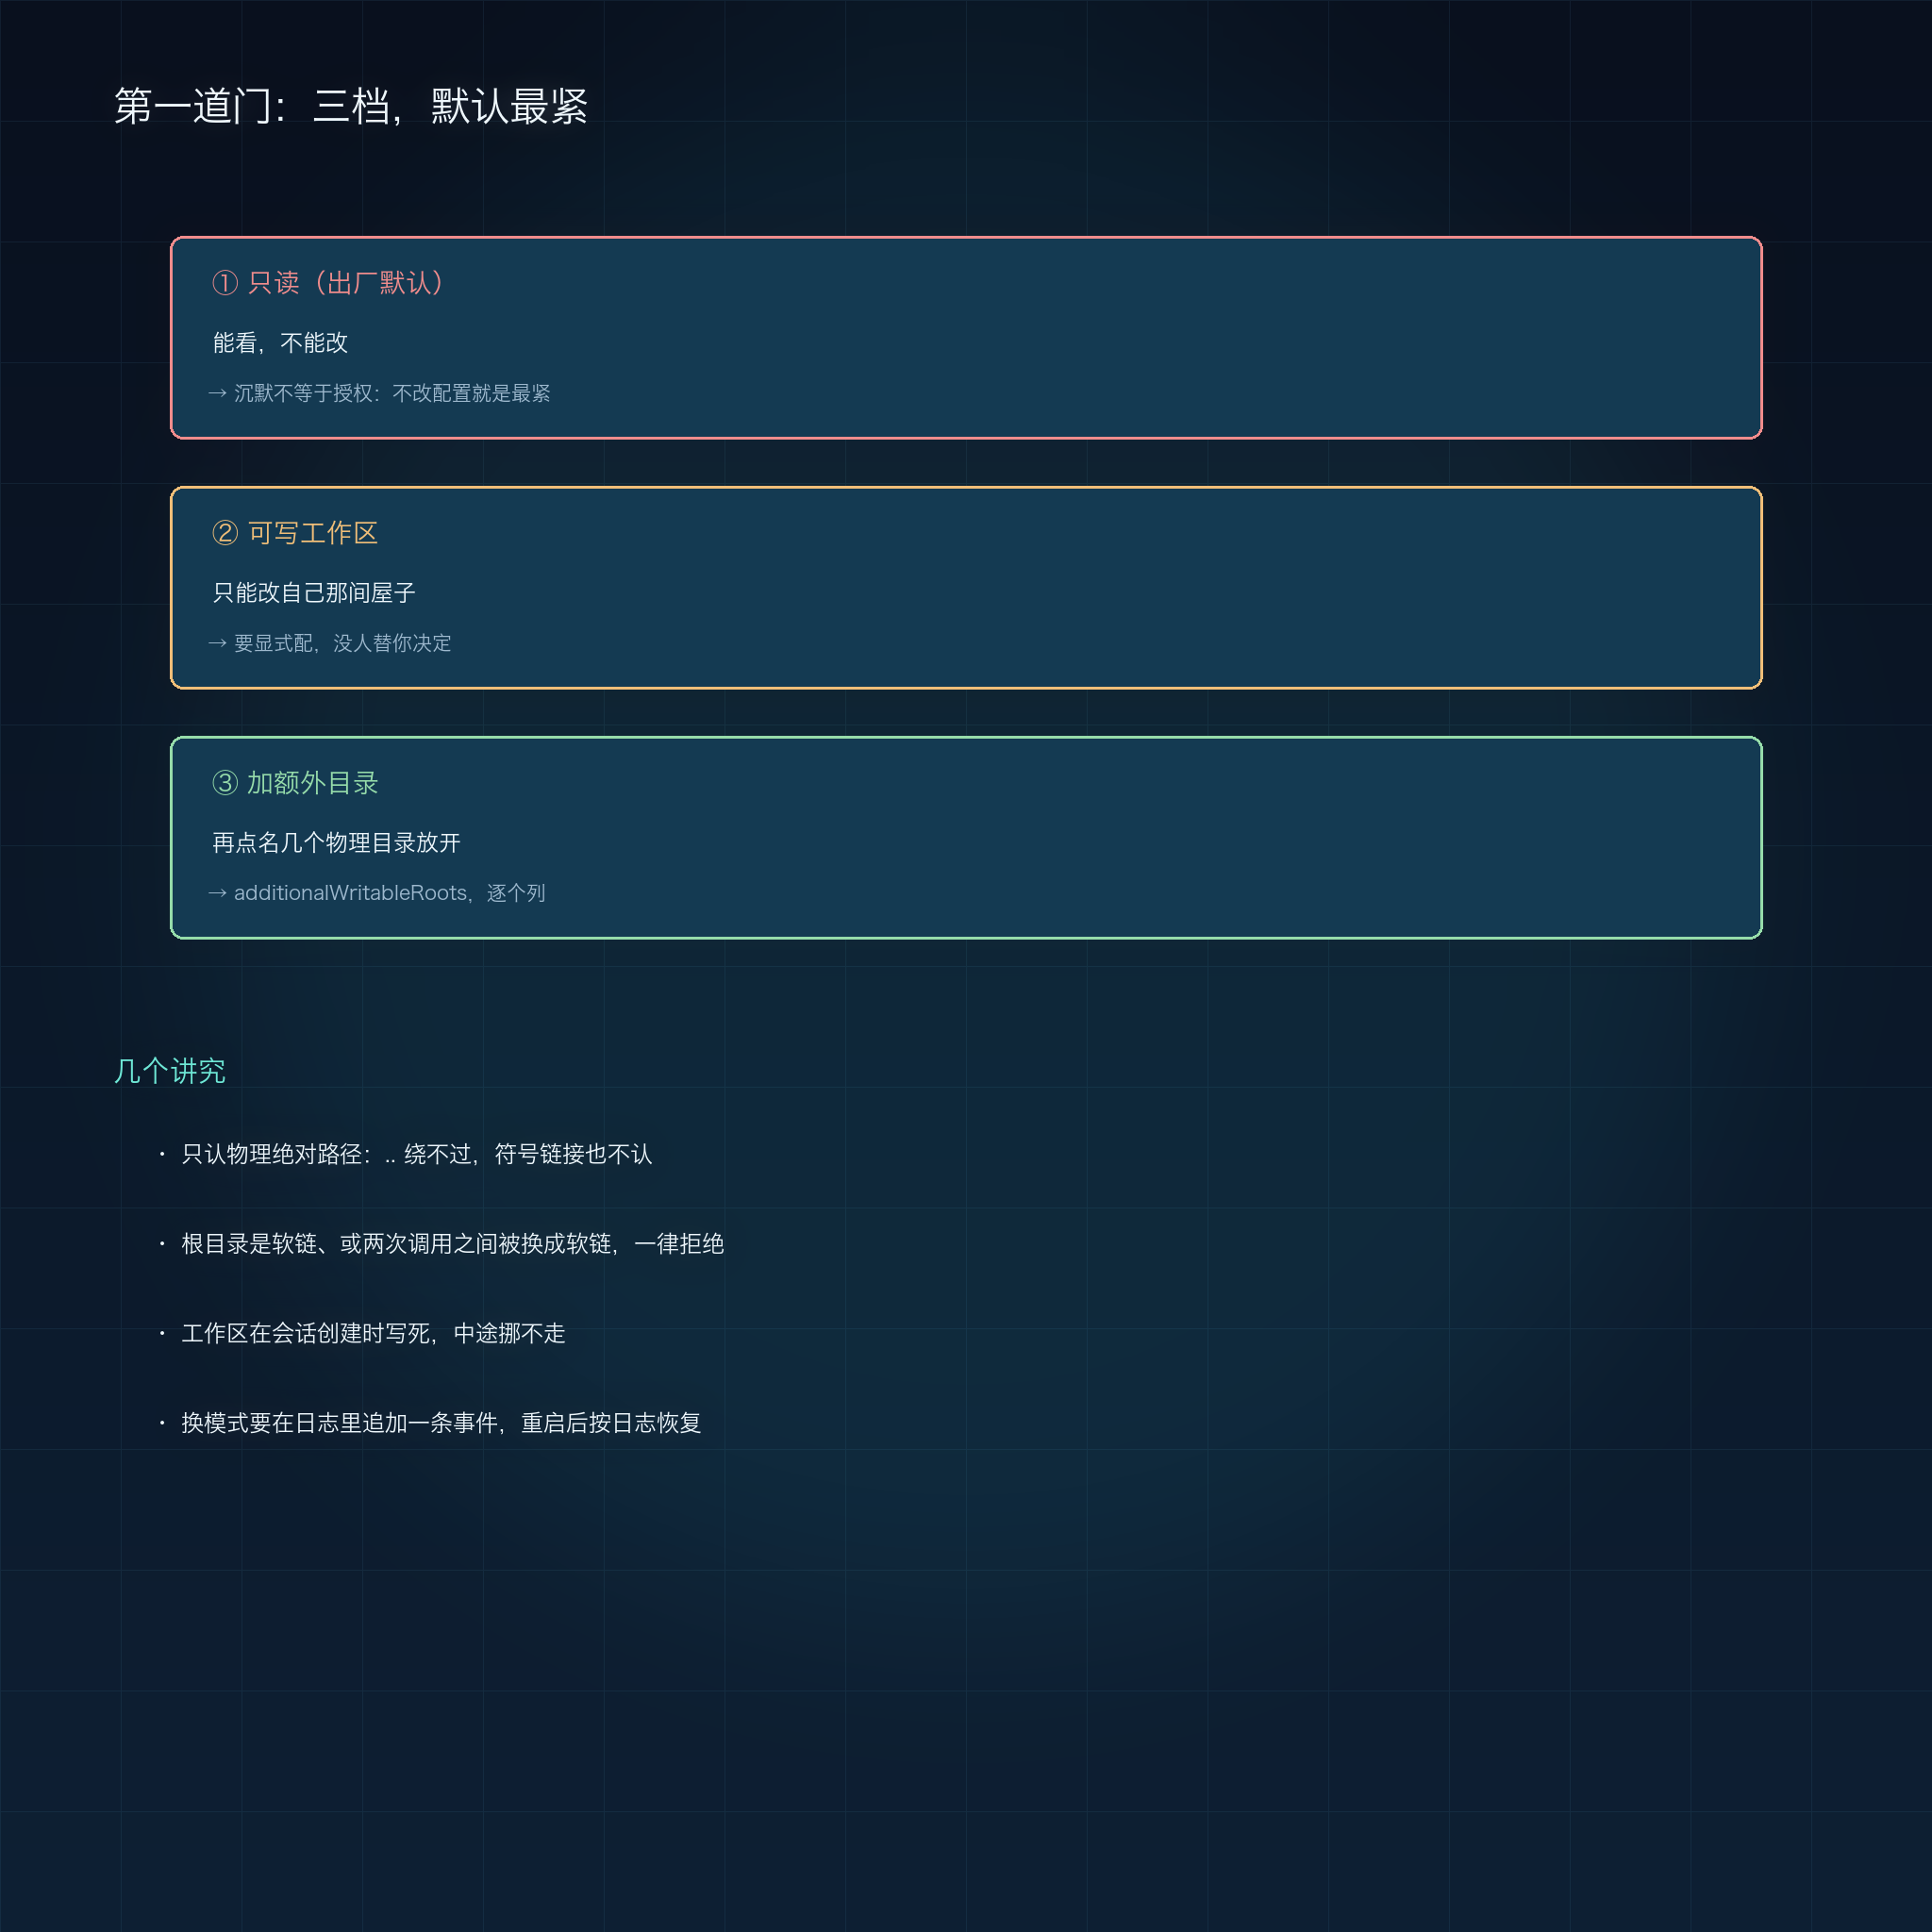 第一道门：三档，默认最紧
① 只读（出厂默认）
能看，不能改
→ 沉默不等于授权：不改配置就是最紧
② 可写工作区
只能改自己那间屋子
→ 要显式配，没人替你决定
③ 加额外目录
再点名几个物理目录放开
→ additionalWritableRoots，逐个列
几个讲究
· 只认物理绝对路径：.. 绕不过，符号链接也不认
· 根目录是软链、或两次调用之间被换成软链，一律拒绝
· 工作区在会话创建时写死，中途挪不走
· 换模式要在日志里追加一条事件，重启后按日志恢复